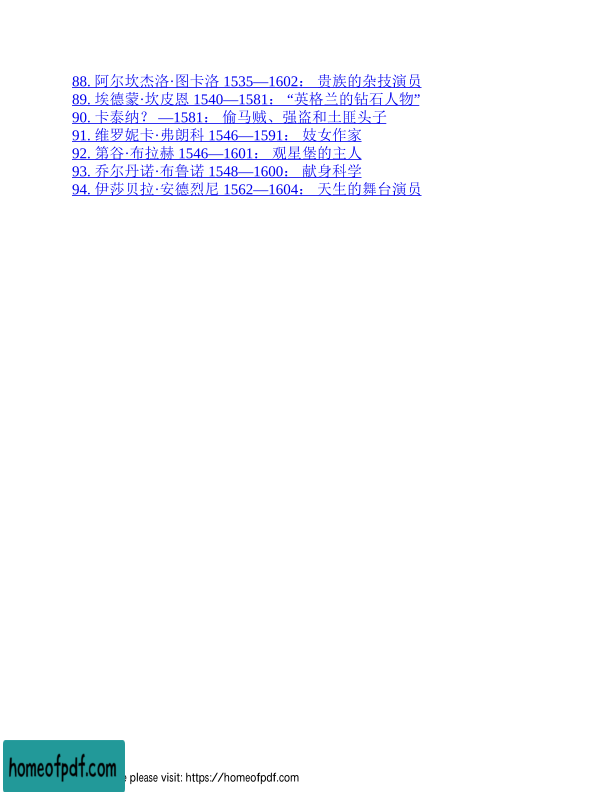 88. 阿尔坎杰洛·图卡洛 1535—1602： 贵族的杂技演员
89. 埃德蒙·坎皮恩 1540—1581： “英格兰的钻石人物”
90. 卡泰纳？ —1581： 偷马贼、强盗和土匪头子
91. 维罗妮卡·弗朗科 1546—1591： 妓女作家
92. 第谷·布拉赫 1546—1601： 观星堡的主人
93. 乔尔丹诺·布鲁诺 1548—1600： 献身科学
94. 伊莎贝拉·安德烈尼 1562—1604： 天生的舞台演员
homeofpdf.com
e please visit: https://homeofpdf.com